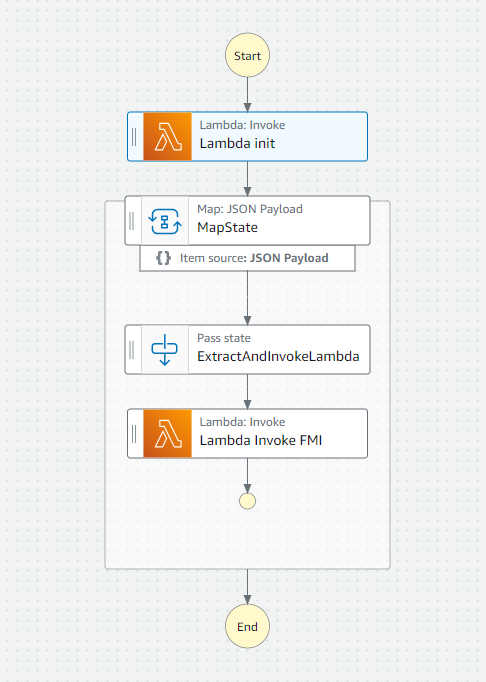 Start
Lambda: Invoke
Lambda init
Map: JSON Payload
MapState
{} Item source: JSON Payload
Pass state
ExtractAndInvokeLambda
Lambda: Invoke
Lambda Invoke FMI
End